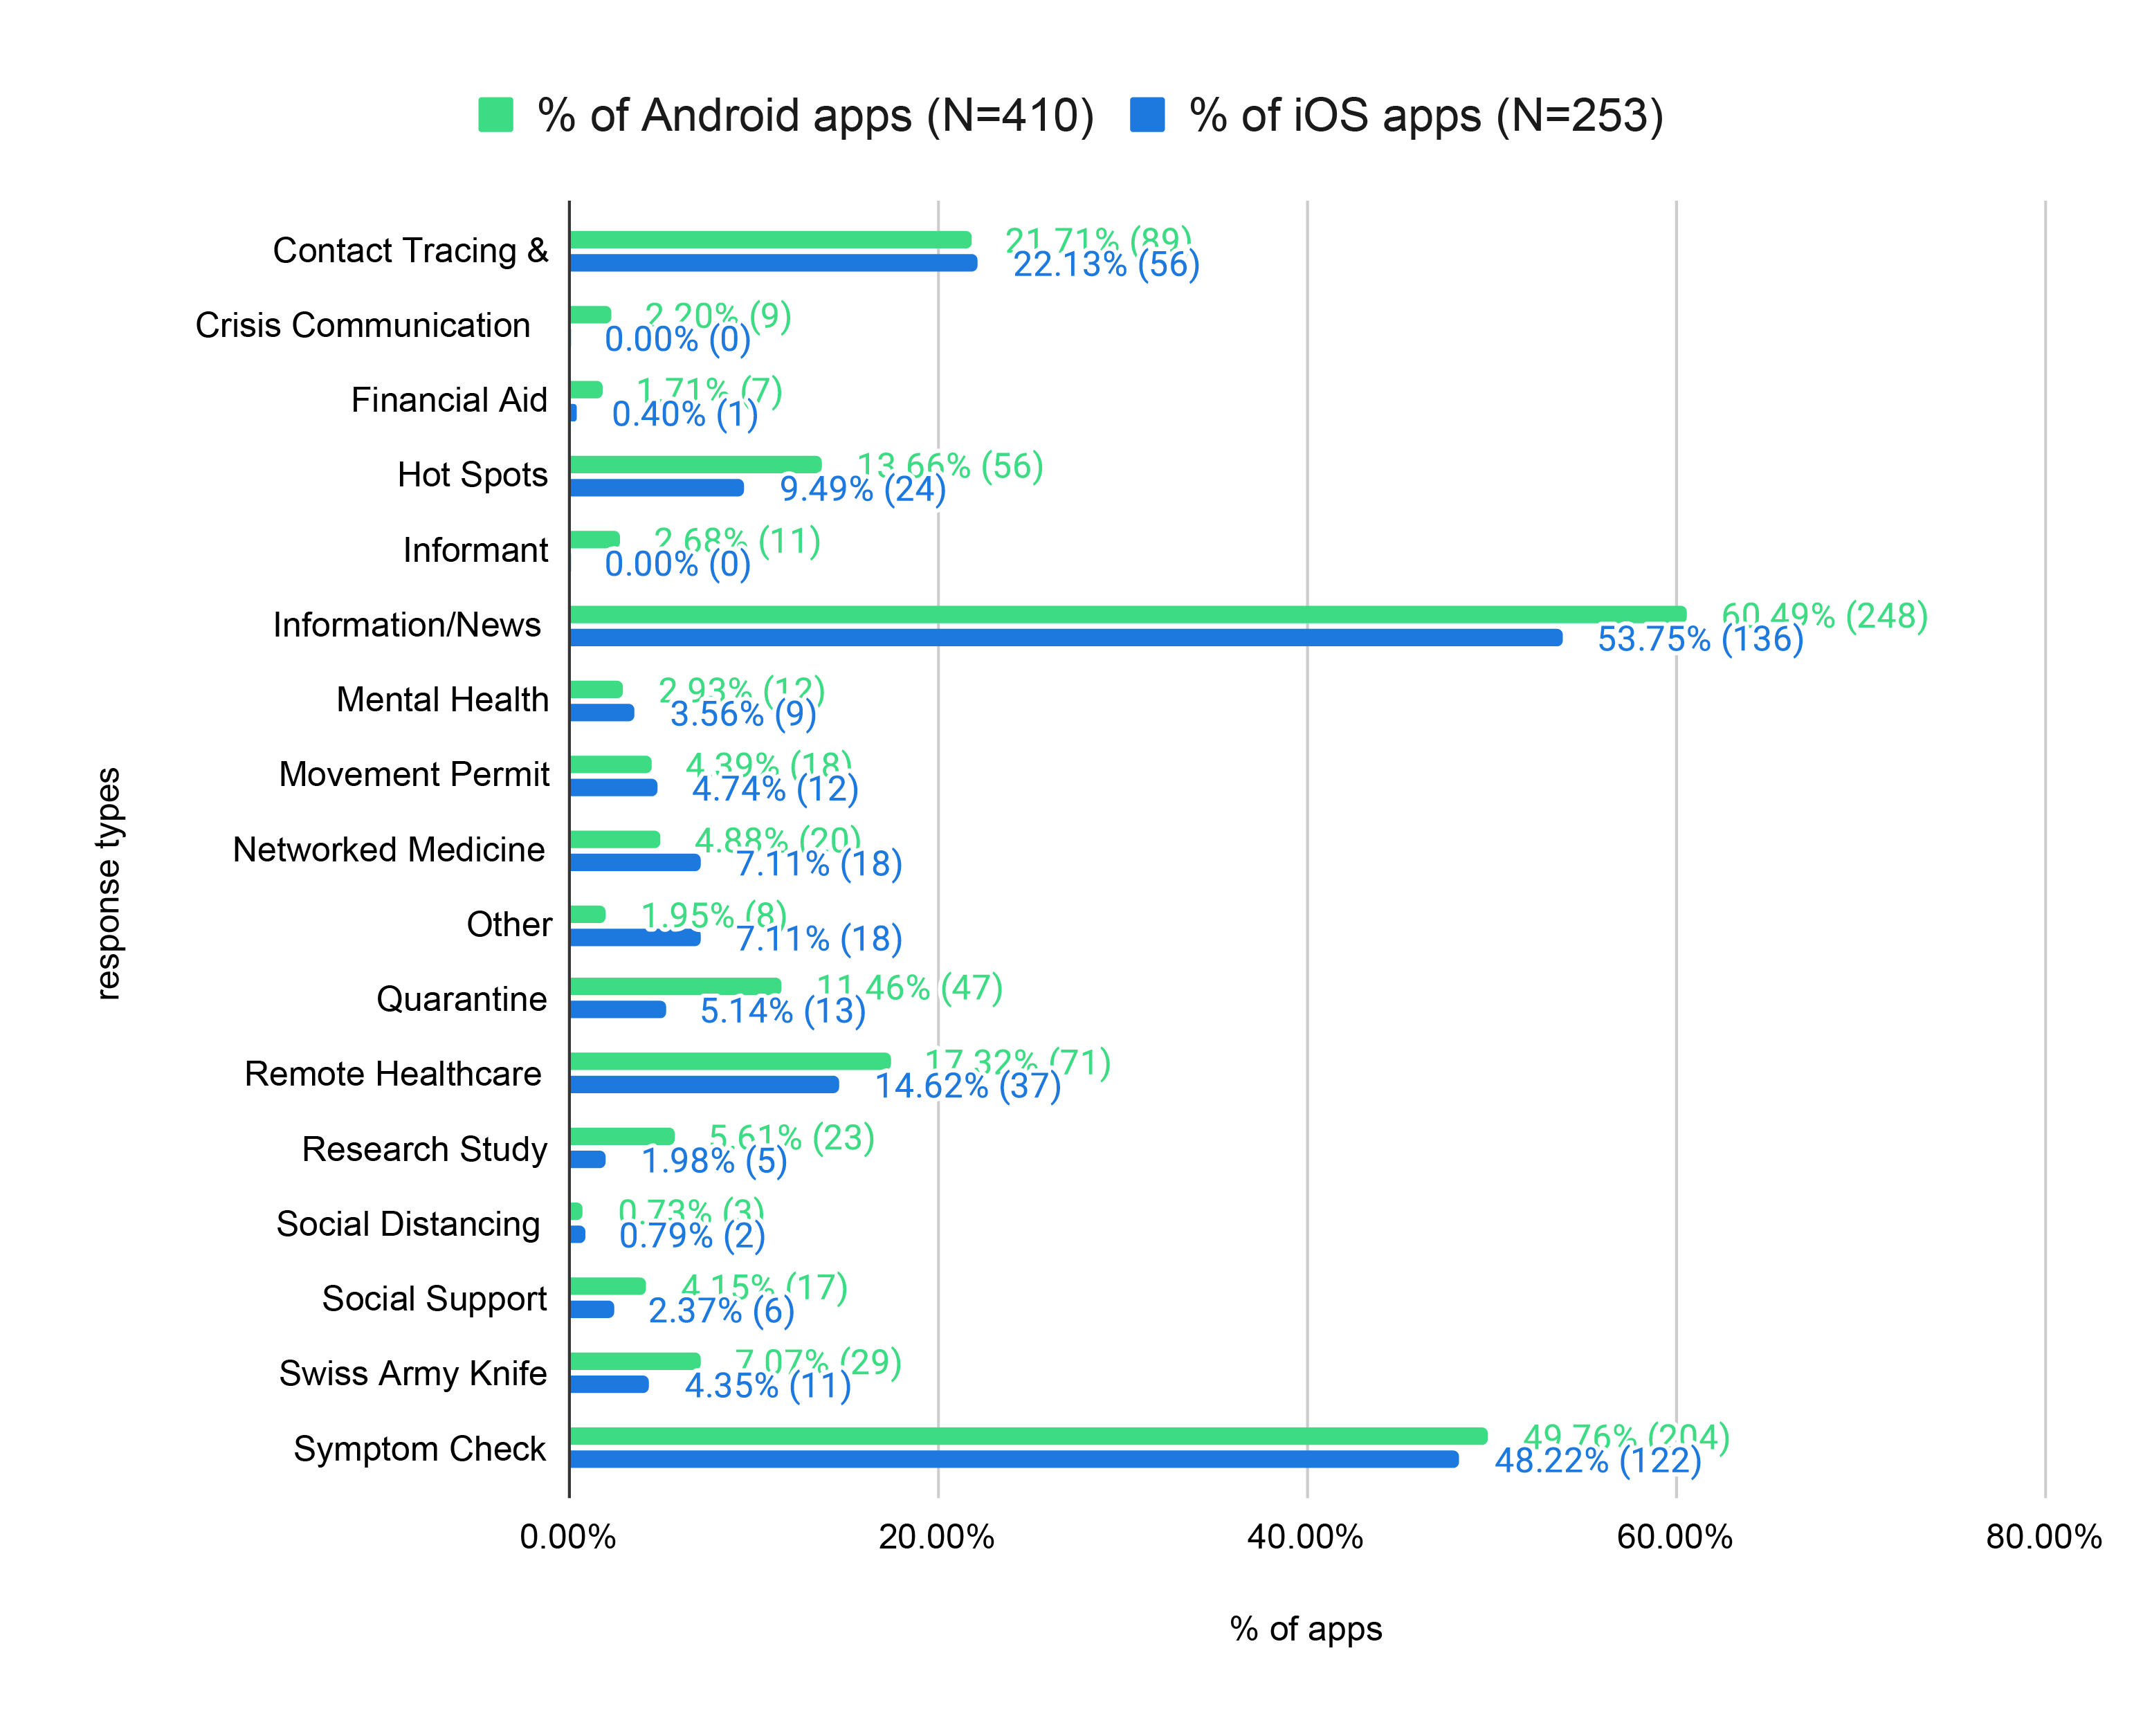 % of Android apps (N=410) % of iOS apps (N=253)
Contact Tracing &
21.71% (89)
22.13% (56)
Crisis Communication
2.20% (9)
0.00% (0)
Financial Aid
1.71% (7)
0.40% (1)
Hot Spots
13.66% (56)
9.49% (24)
Informant
2.68% (11)
0.00% (0)
Information/News
60.49% (248)
53.75% (136)
Mental Health
2.93% (12)
3.56% (9)
Movement Permit
4.39% (18)
4.74% (12)
Networked Medicine
4.88% (20)
7.11% (18)
Other
1.95% (8)
7.11% (18)
Quarantine
11.46% (47)
5.14% (13)
Remote Healthcare
17.32% (71)
14.62% (37)
Research Study
5.61% (23)
1.98% (5)
Social Distancing
0.73% (3)
0.79% (2)
Social Support
4.15% (17)
2.37% (6)
Swiss Army Knife
7.07% (29)
4.35% (11)
Symptom Check
49.76% (204)
48.22% (122)
response types
0.00% 20.00% 40.00% 60.00% 80.00%
% of apps